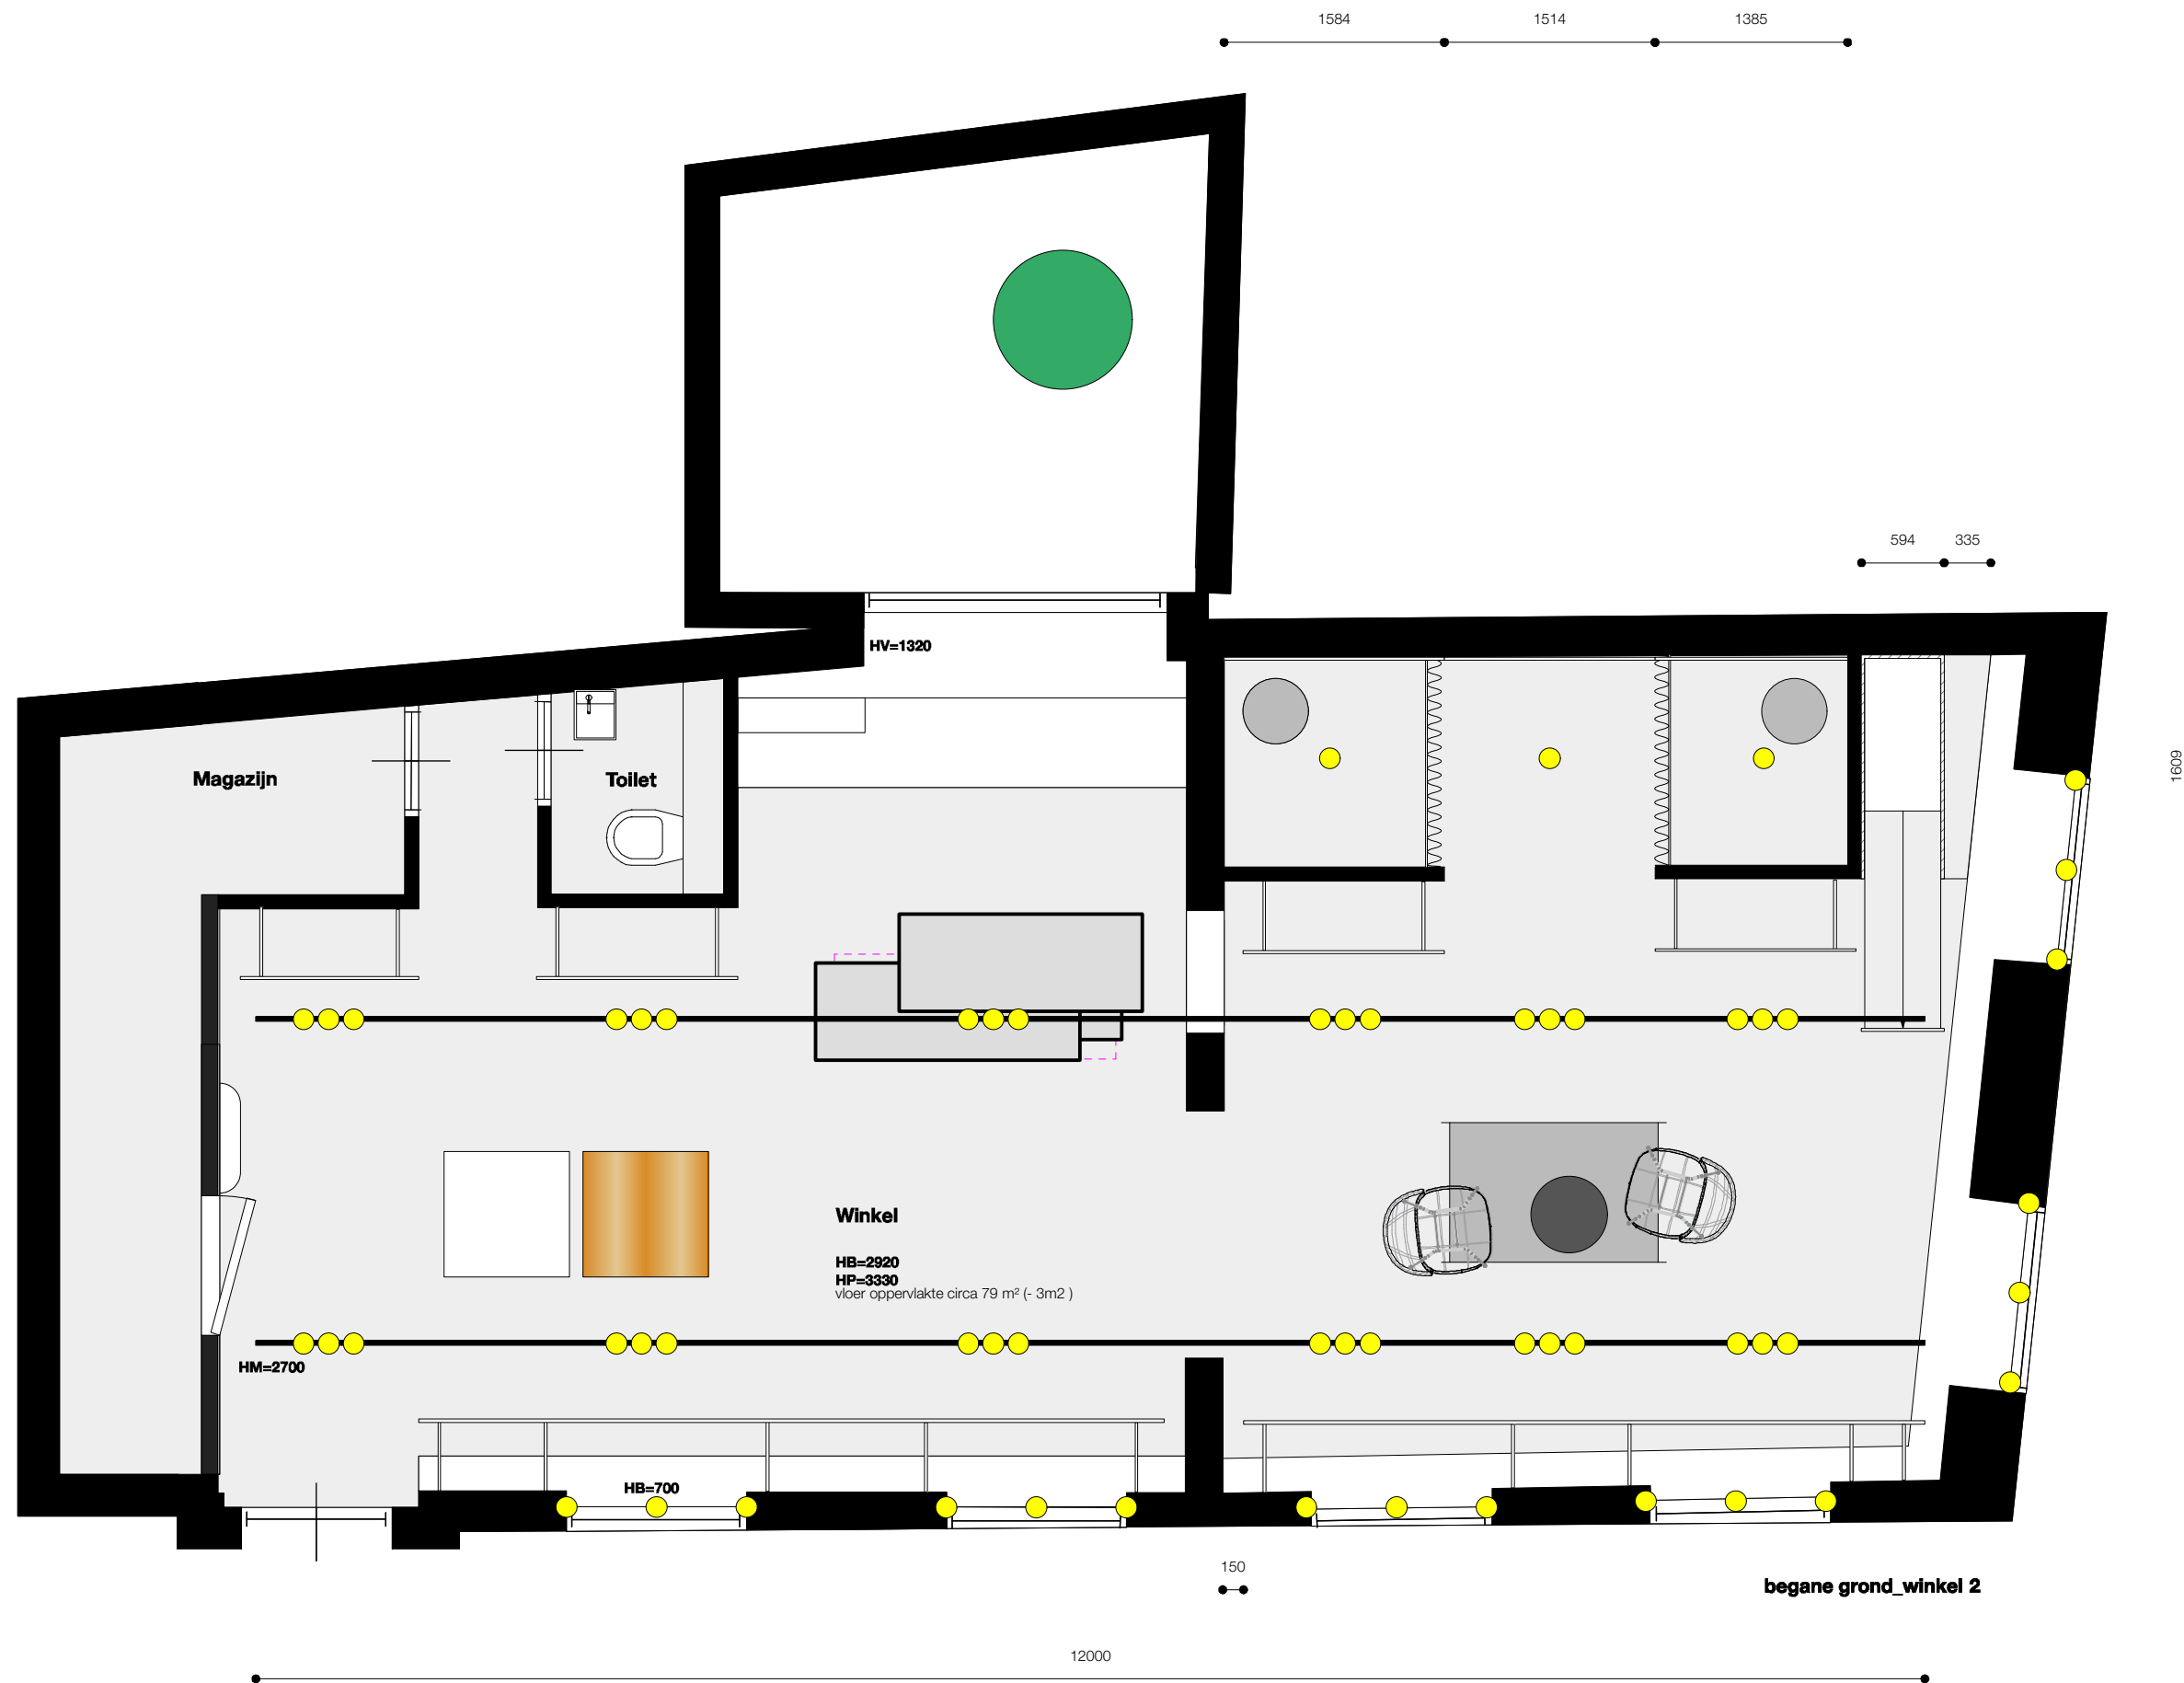 1584 1514 1385
594 335
HV=1320
1609
Magazijn
Toilet
Winkel
HB=2920
HP=3330
vloer oppervlakte circa 79 m² (- 3m2 )
HM=2700
HB=700
150
begane grond_winkel 2
12000